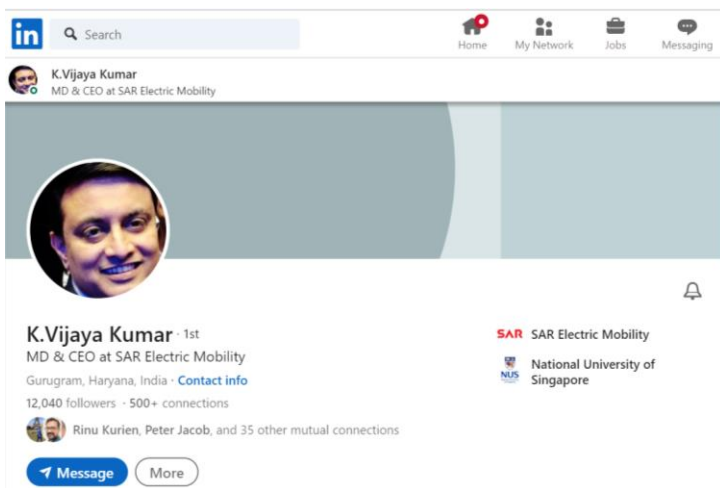 in
Search
Home
My Network
Jobs
Messaging
K.Vijaya Kumar
MD & CEO at SAR Electric Mobility
K.Vijaya Kumar · 1st
MD & CEO at SAR Electric Mobility
Gurugram, Haryana, India · Contact info
12,040 followers · 500+ connections
Rinu Kurien, Peter Jacob, and 35 other mutual connections
Message
More
SAR SAR Electric Mobility
NUS National University of
Singapore